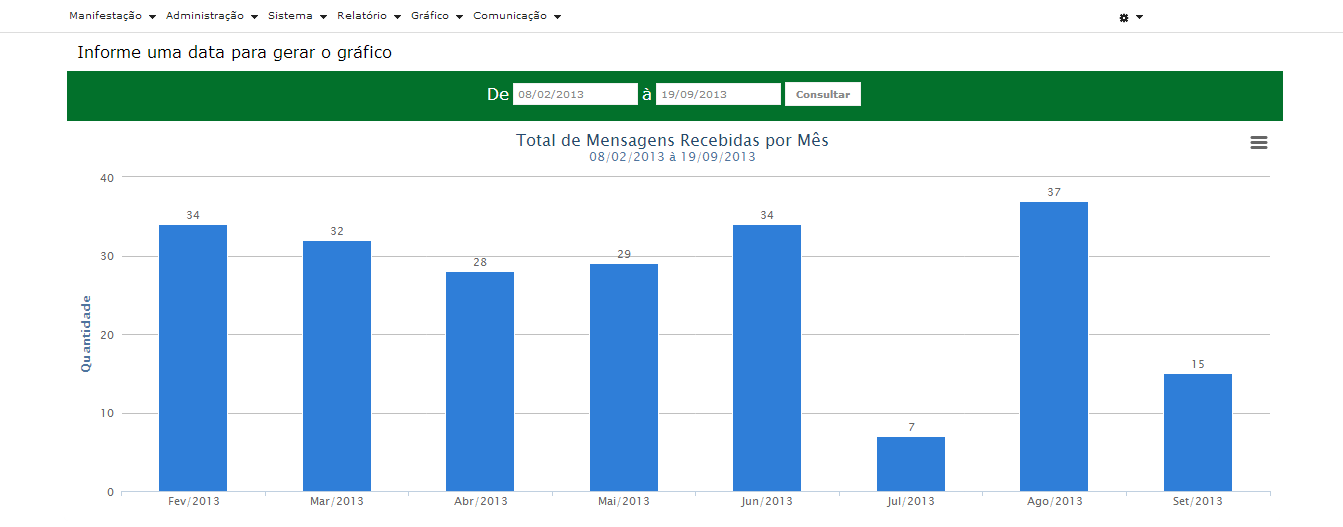 Manifestação Administração Sistema Relatório Gráfico Comunicação
Informe uma data para gerar o gráfico
De 08/02/2013 à 19/09/2013 Consultar
Total de Mensagens Recebidas por Mês
08/02/2013 à 19/09/2013
Quantidade
40
30
20
10
0
34
32
28
29
34
7
37
15
Fev/2013 Mar/2013 Abr/2013 Mai/2013 Jun/2013 Jul/2013 Ago/2013 Set/2013